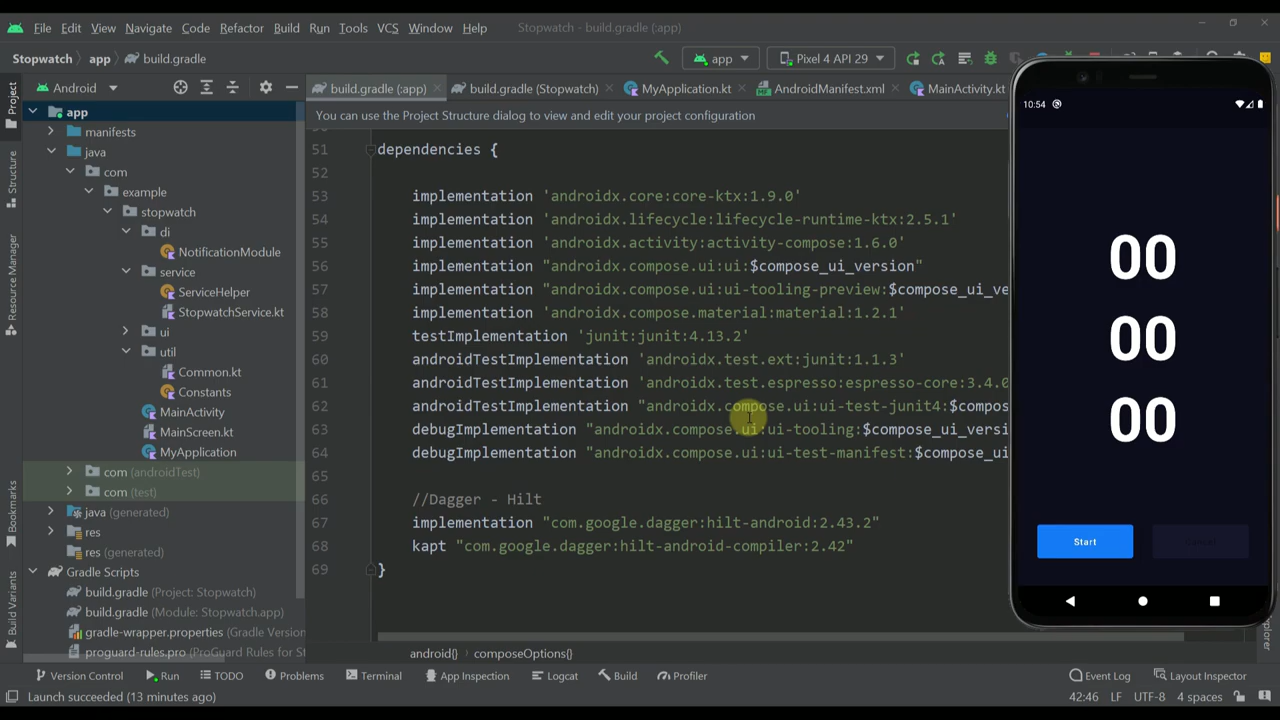 File Edit View Navigate Code Refactor Build Run Tools VCS Window Help Stopwatch - build.gradle (:app)
Stopwatch app build.gradle app Pixel 4 API 29
Android build.gradle (:app) build.gradle (Stopwatch) MyApplication.kt AndroidManifest.xml MainActivity.kt
Project
Structure
Resource Manager
Bookmarks
Build Variants
app
manifests
java
com
example
stopwatch
di
NotificationModule
service
ServiceHelper
StopwatchService.kt
ui
util
Common.kt
Constants
MainActivity
MainScreen.kt
MyApplication
com (androidTest)
com (test)
java (generated)
res
res (generated)
Gradle Scripts
build.gradle (Project: Stopwatch)
build.gradle (Module: Stopwatch.app)
gradle-wrapper.properties (Gradle Version
proguard-rules.pro (ProGuard Rules for St
You can use the Project Structure dialog to view and edit your project configuration
51 dependencies {
52
53 implementation 'androidx.core:core-ktx:1.9.0'
54 implementation 'androidx.lifecycle:lifecycle-runtime-ktx:2.5.1'
55 implementation 'androidx.activity:activity-compose:1.6.0'
56 implementation "androidx.compose.ui:ui:$compose_ui_version"
57 implementation "androidx.compose.ui:ui-tooling-preview:$compose_ui_ve
58 implementation 'androidx.compose.material:material:1.2.1'
59 testImplementation 'junit:junit:4.13.2'
60 androidTestImplementation 'androidx.test.ext:junit:1.1.3'
61 androidTestImplementation 'androidx.test.espresso:espresso-core:3.4.0
62 androidTestImplementation "androidx.compose.ui:ui-test-junit4:$compos
63 debugImplementation "androidx.compose.ui:ui-tooling:$compose_ui_versi
64 debugImplementation "androidx.compose.ui:ui-test-manifest:$compose_ui
65
66 //Dagger - Hilt
67 implementation "com.google.dagger:hilt-android:2.43.2"
68 kapt "com.google.dagger:hilt-android-compiler:2.42"
69 }
android{} composeOptions{}
10:54
00
00
00
Start
Version Control Run TODO Problems Terminal App Inspection Logcat Build Profiler Event Log Layout Inspector
Launch succeeded (13 minutes ago) 42:46 LF UTF-8 4 spaces